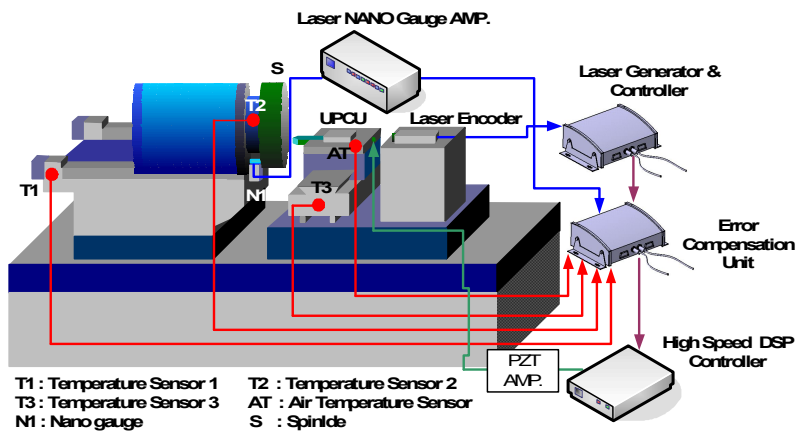 Laser NANO Gauge AMP.
S
Laser Generator &
Controller
T2
UPCU
Laser Encoder
AT
T1
N1
T3
Error
Compensation
Unit
High Speed DSP
Controller
PZT
AMP.
T1 : Temperature Sensor 1
T2 : Temperature Sensor 2
T3 : Temperature Sensor 3
AT : Air Temperature Sensor
N1 : Nano gauge
S : Spinlde